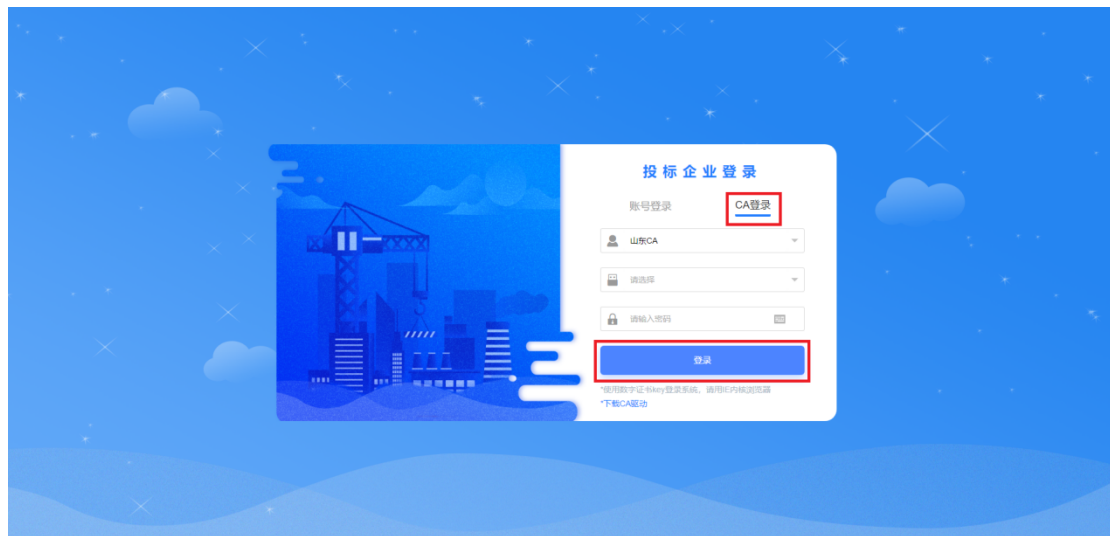 投标企业登录
账号登录 CA登录
山东CA
请选择
请输入密码
登录
*使用数字证书key登录系统，请用IE内核浏览器
*下载CA驱动